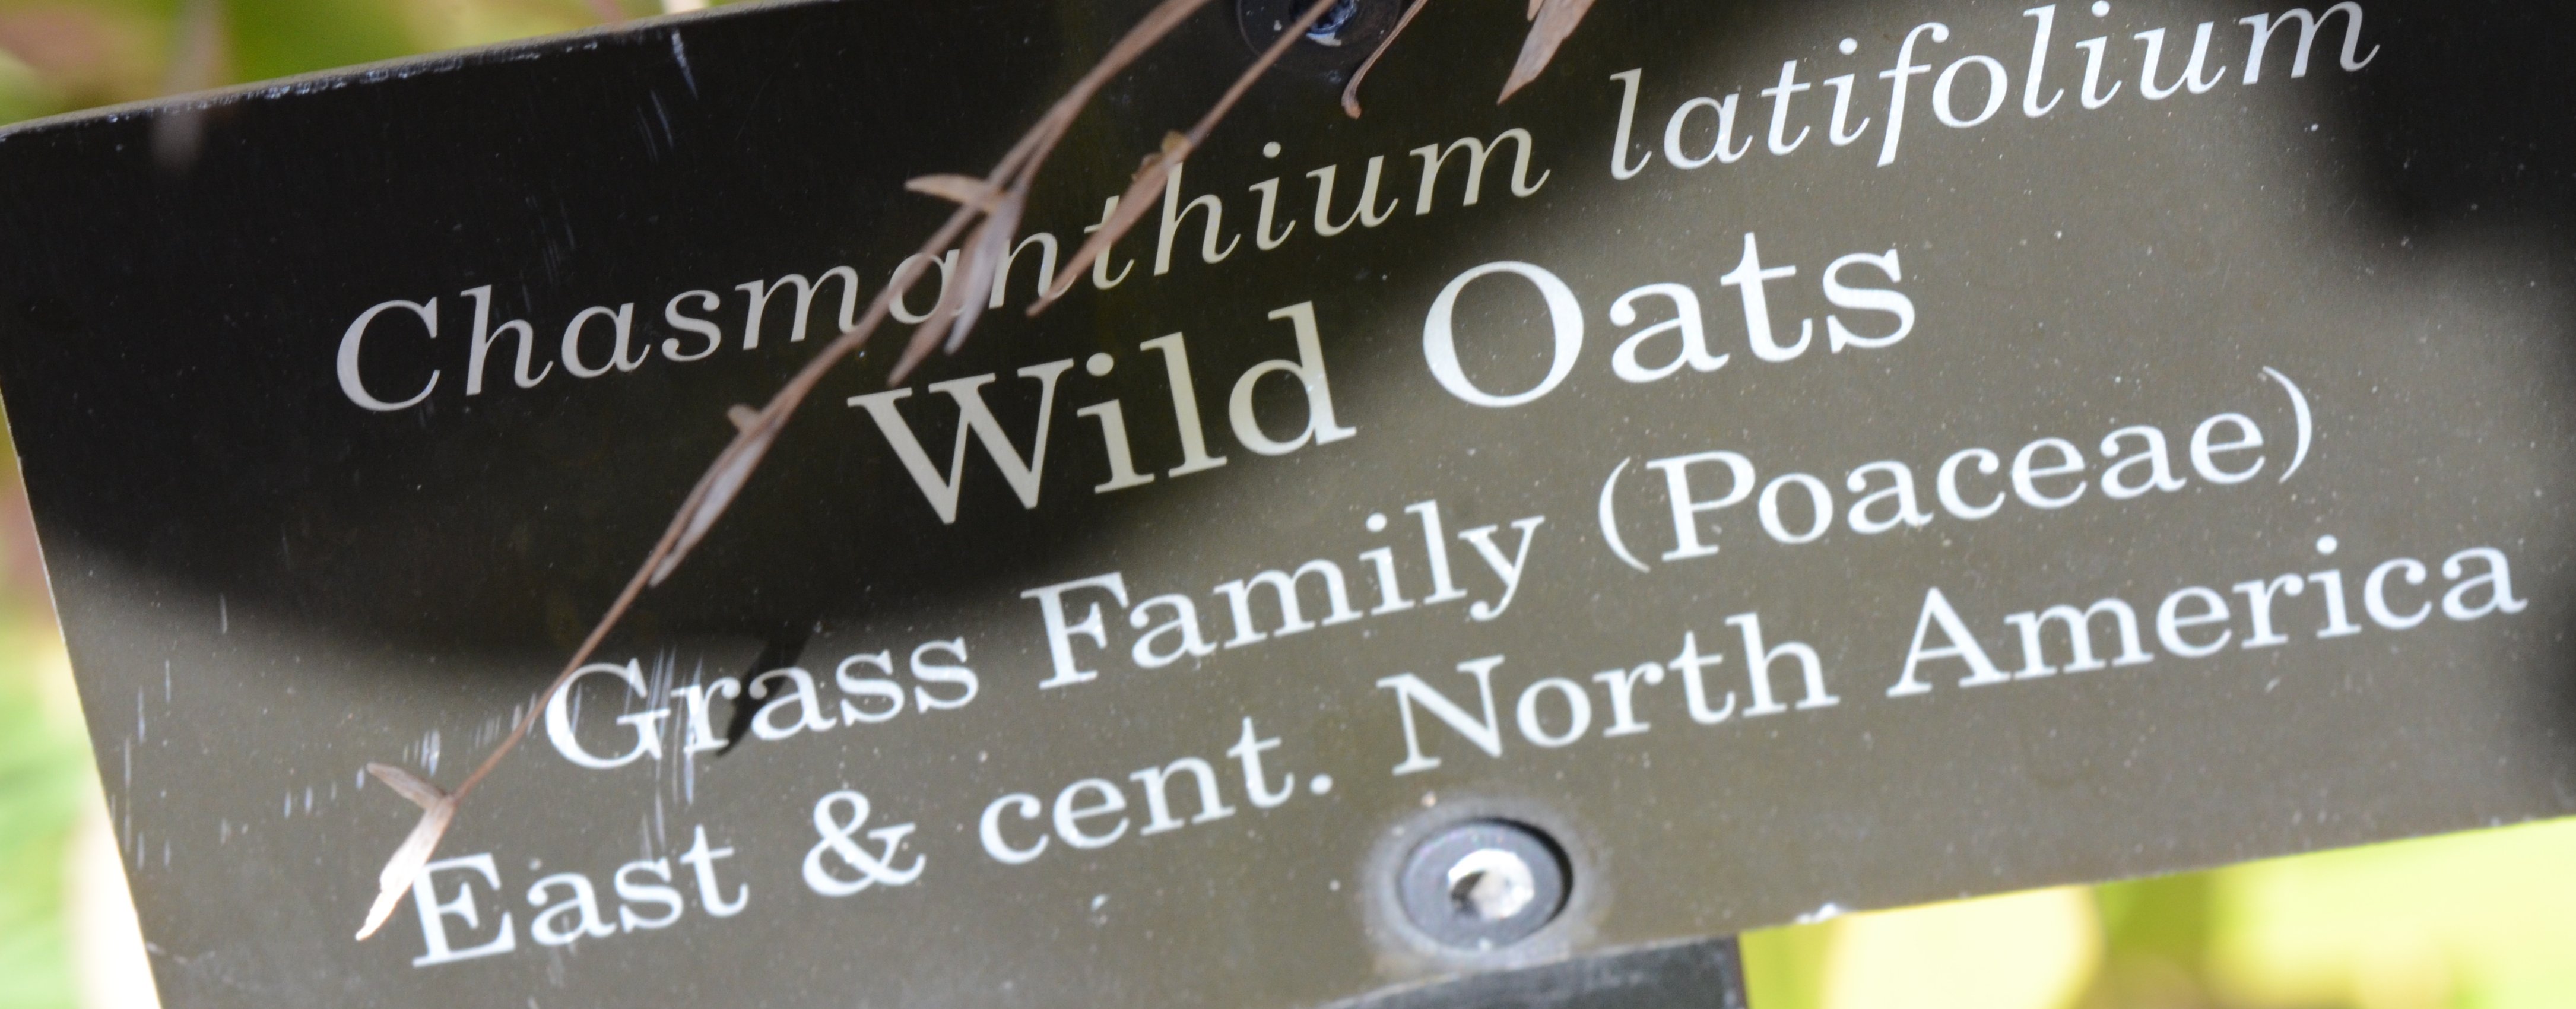 Chasmanthium latifolium
Wild Oats
Grass Family (Poaceae)
East & cent. North America